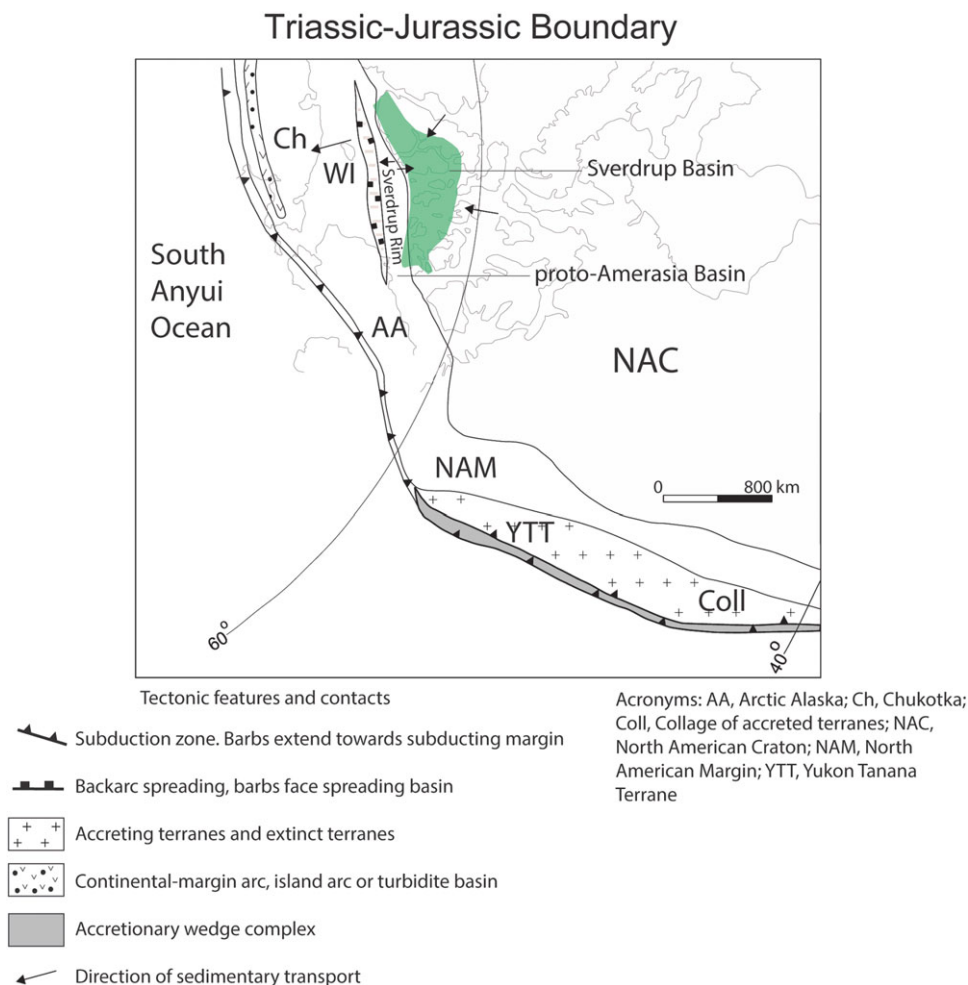 Triassic-Jurassic Boundary
Ch
WI
Sverdrup Rim
Sverdrup Basin
South
Anyui
Ocean
proto-Amerasia Basin
AA
NAC
NAM
0 800 km
YTT
Coll
60°
40°
Tectonic features and contacts
Subduction zone. Barbs extend towards subducting margin
Backarc spreading, barbs face spreading basin
Accreting terranes and extinct terranes
Continental-margin arc, island arc or turbidite basin
Accretionary wedge complex
Direction of sedimentary transport
Acronyms: AA, Arctic Alaska; Ch, Chukotka;
Coll, Collage of accreted terranes; NAC,
North American Craton; NAM, North
American Margin; YTT, Yukon Tanana
Terrane